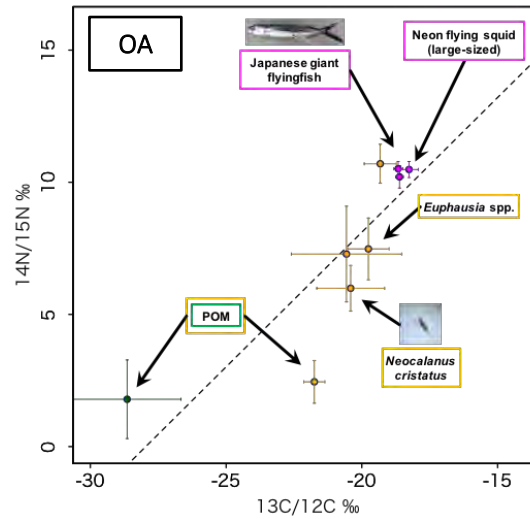 OA
Neon flying squid
(large-sized)
Japanese giant
flyingfish
Euphausia spp.
POM
Neocalanus
cristatus
14N/15N ‰
15
10
5
0
-30
-25
-20
-15
13C/12C ‰